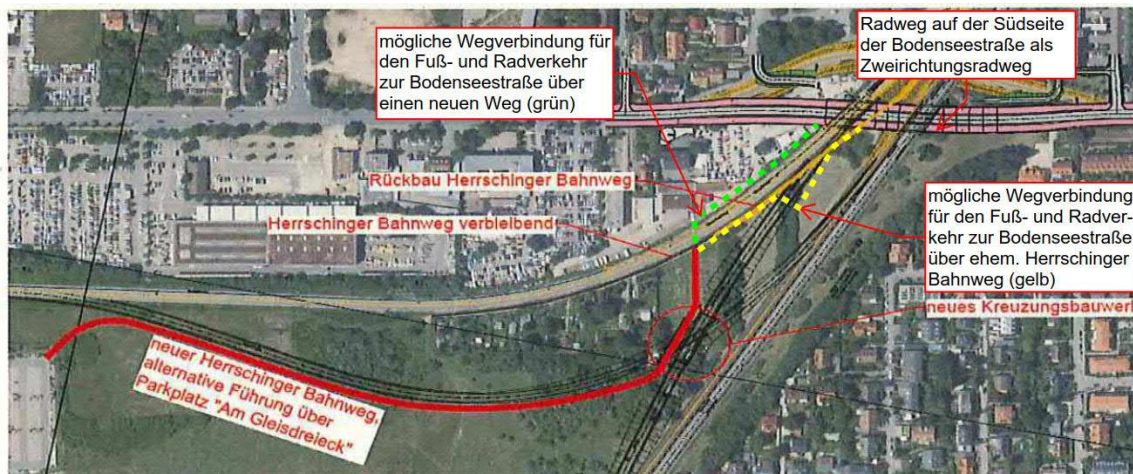 mögliche Wegverbindung für
den Fuß- und Radverkehr
zur Bodenseestraße über
einen neuen Weg (grün)
Radweg auf der Südseite
der Bodenseestraße als
Zweirichtungsradweg
Rückbau Herrschinger Bahnweg
Herrschinger Bahnweg verbleibend
mögliche Wegverbindung
für den Fuß- und Radver-
kehr zur Bodenseestraße
über ehem. Herrschinger
Bahnweg (gelb)
neues Kreuzungsbauwerk
neuer Herrschinger Bahnweg,
alternative Führung über
Parkplatz "Am Gleisdreieck"